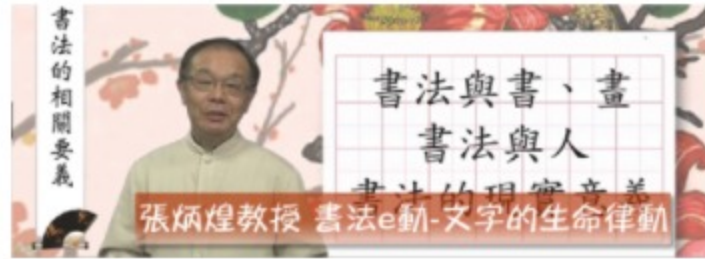 書法的相關要義
書法與書、畫
書法與人
書法的現實意義
張炳煌教授 書法e動-文字的生命律動